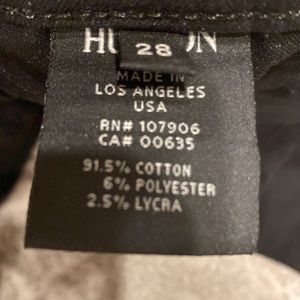 28
MADE IN
LOS ANGELES
USA
RN# 107906
CA# 00635
91.5% COTTON
6% POLYESTER
2.5% LYCRA